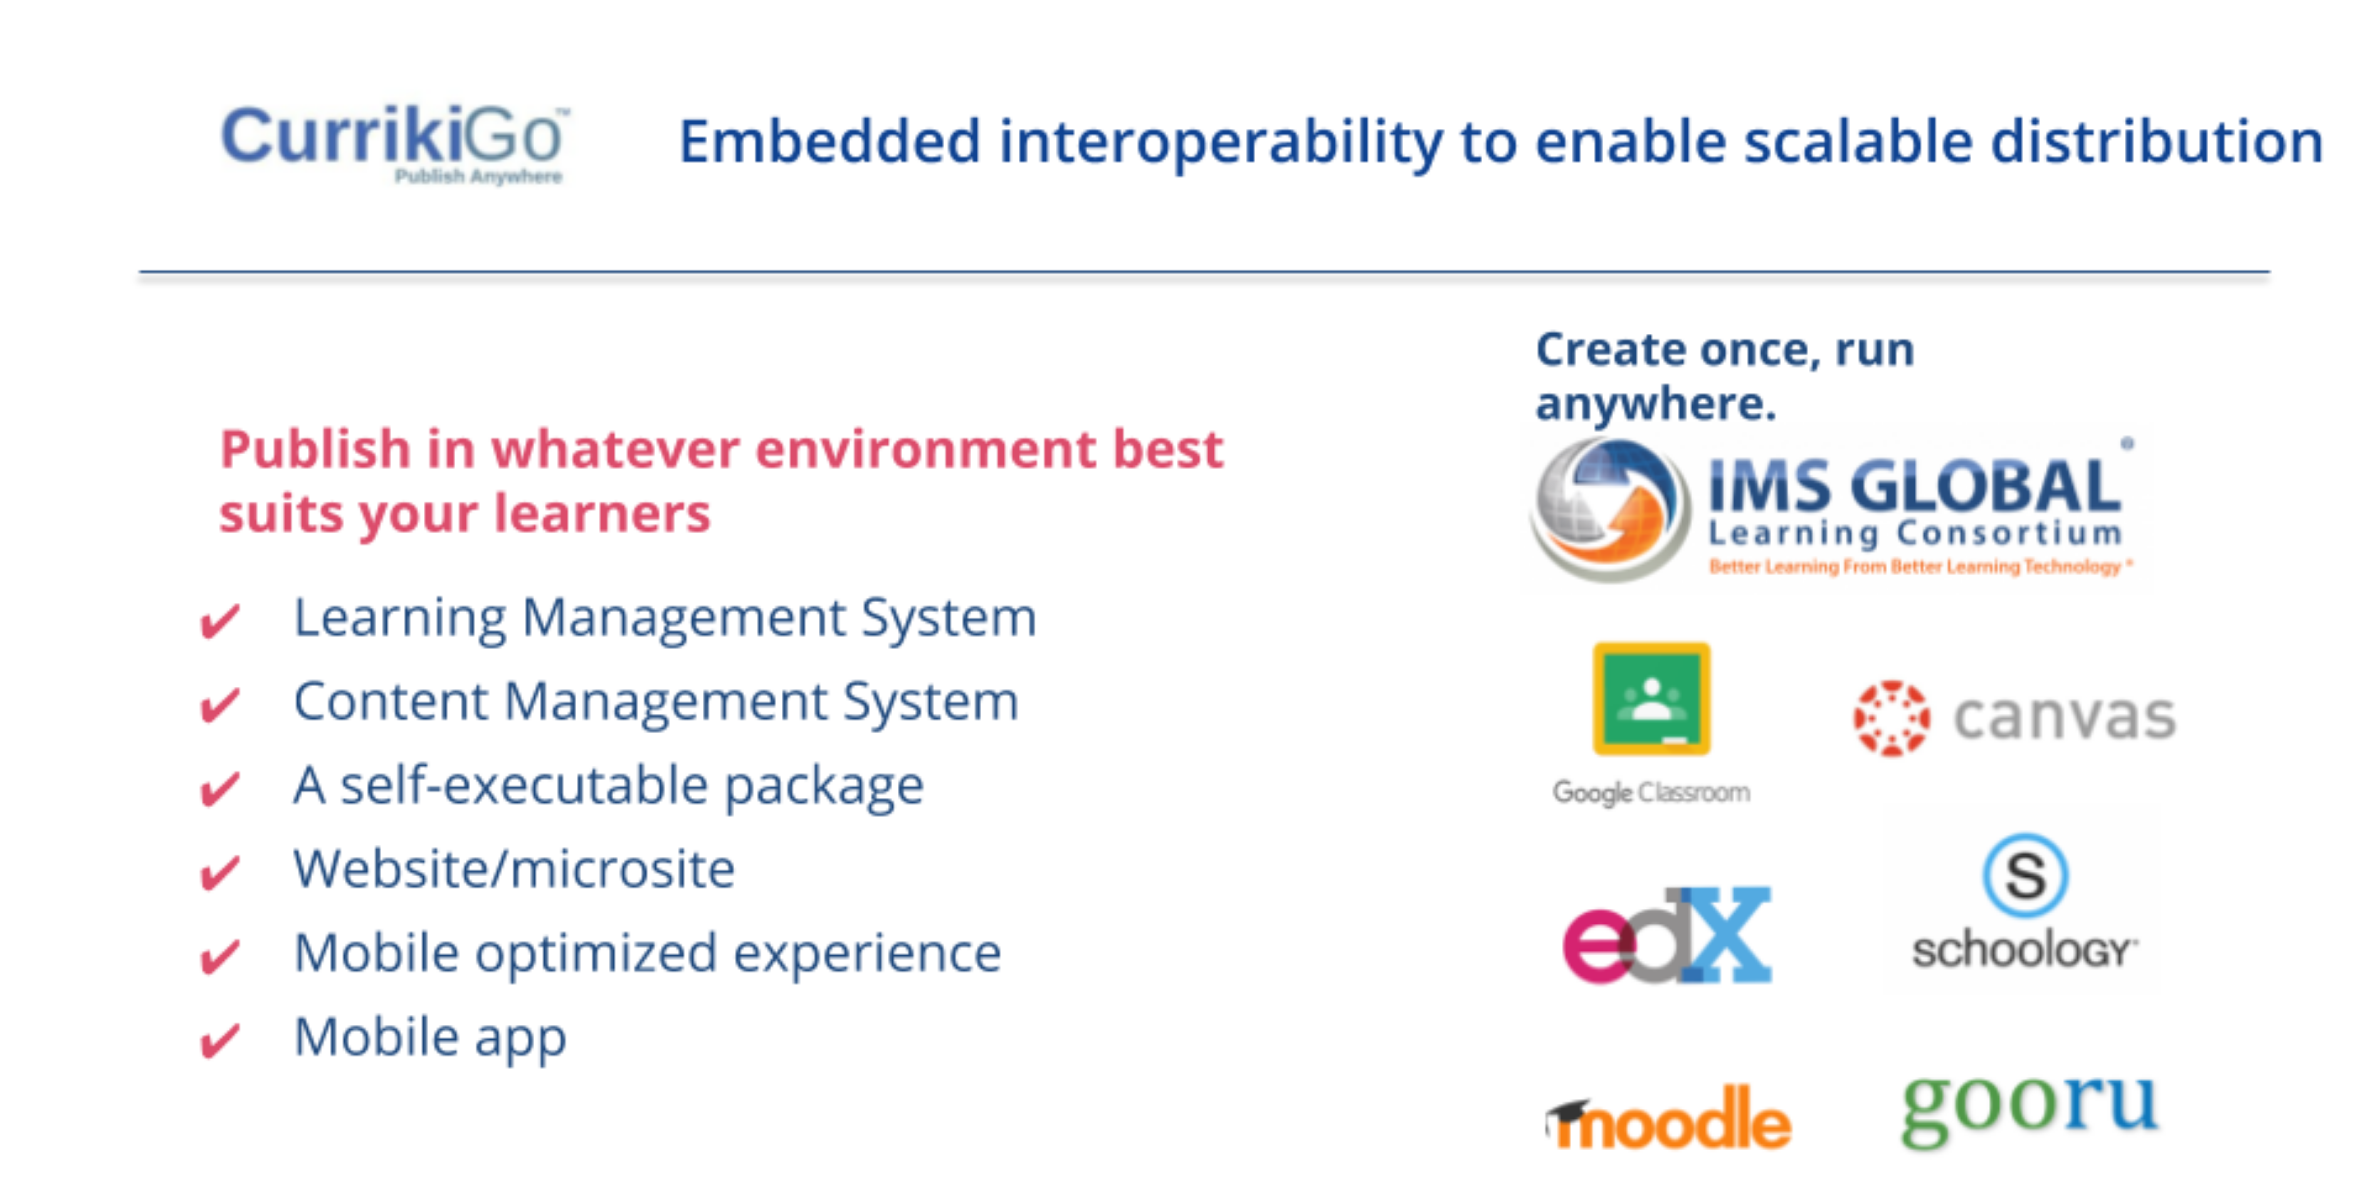 CurrikiGo™
Publish Anywhere
Embedded interoperability to enable scalable distribution
Publish in whatever environment best
suits your learners
✔ Learning Management System
✔ Content Management System
✔ A self-executable package
✔ Website/microsite
✔ Mobile optimized experience
✔ Mobile app
Create once, run
anywhere.
IMS GLOBAL®
Learning Consortium
Better Learning From Better Learning Technology®
Google Classroom
canvas
edX
S
schoology
moodle
gooru